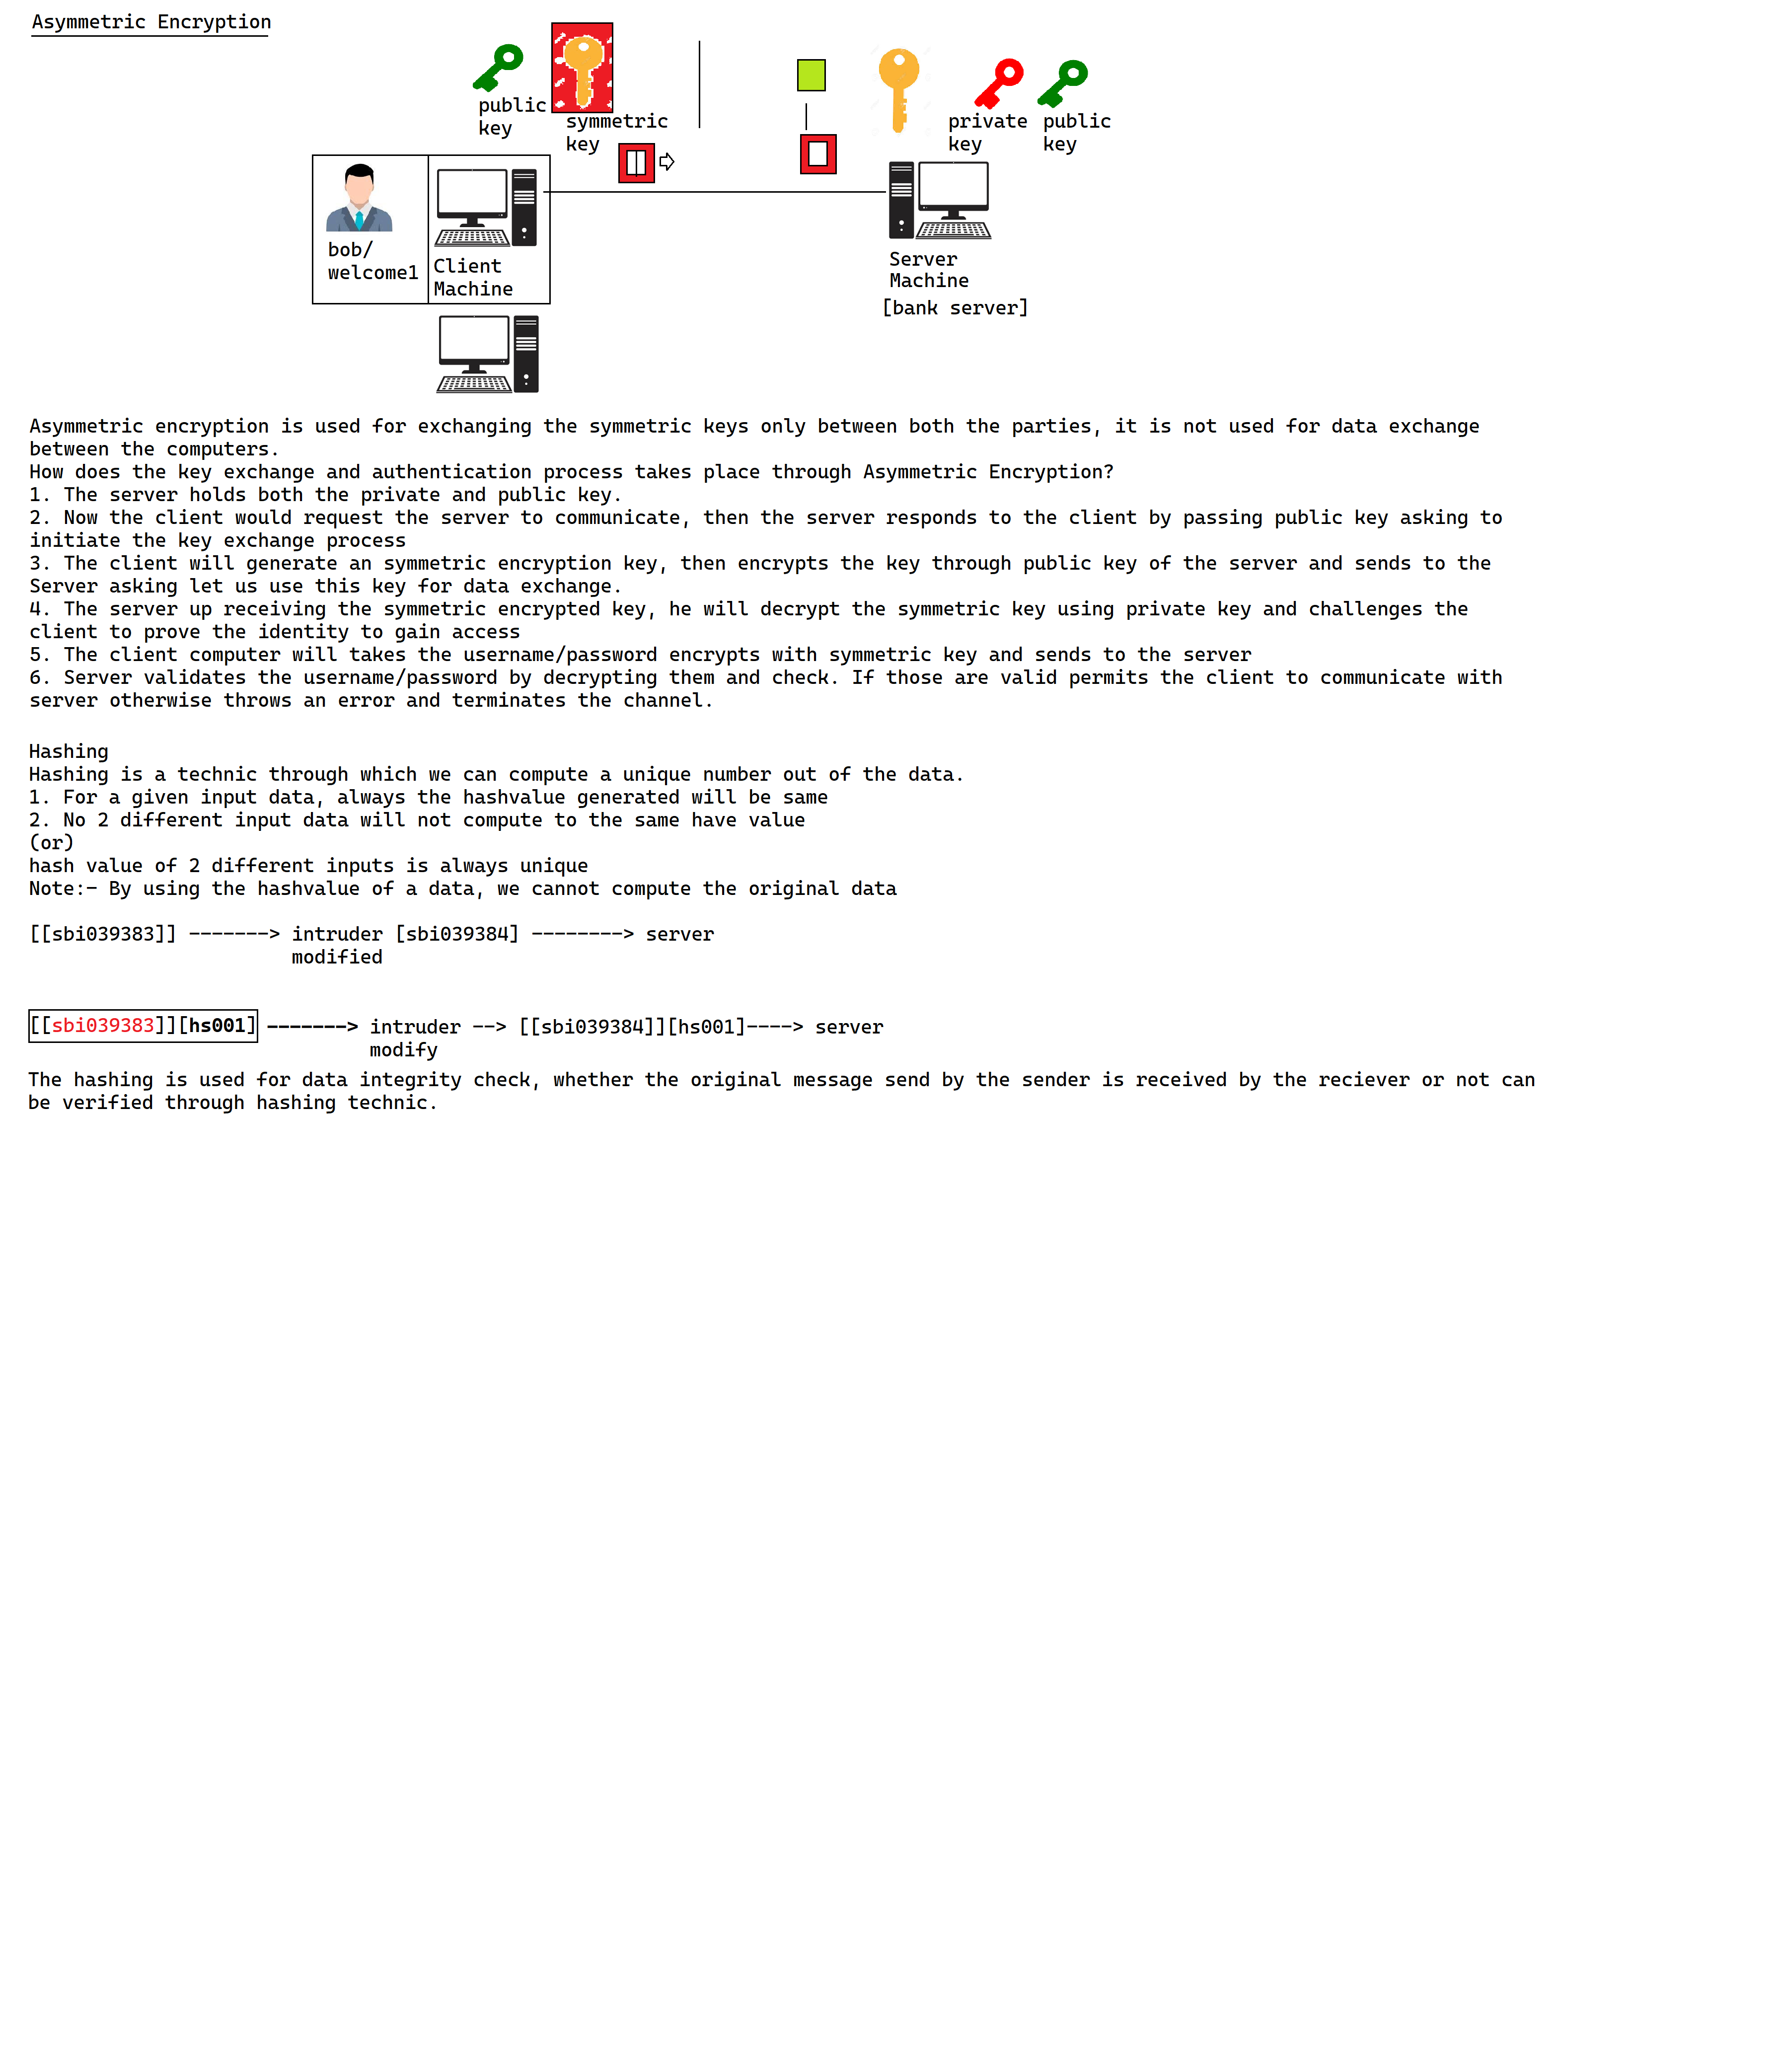 Asymmetric Encryption
public
key
symmetric
key
private
key
public
key
bob/
welcome1
Client
Machine
Server
Machine
[bank server]
Asymmetric encryption is used for exchanging the symmetric keys only between both the parties, it is not used for data exchange
between the computers.
How does the key exchange and authentication process takes place through Asymmetric Encryption?
1. The server holds both the private and public key.
2. Now the client would request the server to communicate, then the server responds to the client by passing public key asking to
initiate the key exchange process
3. The client will generate an symmetric encryption key, then encrypts the key through public key of the server and sends to the
Server asking let us use this key for data exchange.
4. The server up receiving the symmetric encrypted key, he will decrypt the symmetric key using private key and challenges the
client to prove the identity to gain access
5. The client computer will takes the username/password encrypts with symmetric key and sends to the server
6. Server validates the username/password by decrypting them and check. If those are valid permits the client to communicate with
server otherwise throws an error and terminates the channel.
Hashing
Hashing is a technic through which we can compute a unique number out of the data.
1. For a given input data, always the hashvalue generated will be same
2. No 2 different input data will not compute to the same have value
(or)
hash value of 2 different inputs is always unique
Note:- By using the hashvalue of a data, we cannot compute the original data
[[sbi039383]] -------> intruder [sbi039384] --------> server
modified
[[sbi039383]][hs001] -------> intruder --> [[sbi039384]][hs001]----> server
modify
The hashing is used for data integrity check, whether the original message send by the sender is received by the reciever or not can
be verified through hashing technic.